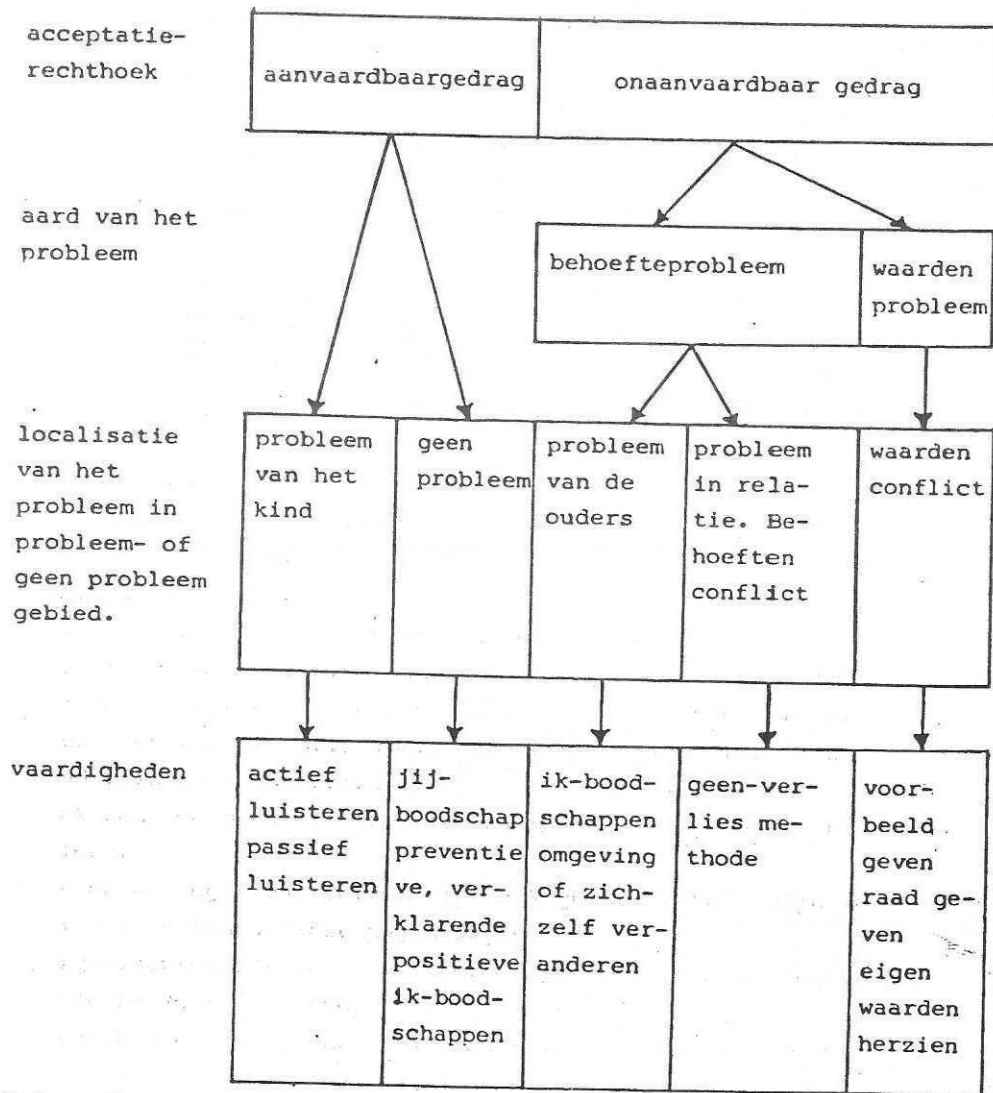 acceptatie-
rechthoek
aanvaardbaargedrag
onaanvaardbaar gedrag
aard van het
probleem
behoefteprobleem
waarden
probleem
localisatie
van het
probleem in
probleem- of
geen probleem
gebied.
probleem
van het
kind
geen
probleem
probleem
van de
ouders
probleem
in rela-
tie. Be-
hoeften
conflict
waarden
conflict
vaardigheden
actief
luisteren
passief
luisteren
jij-
boodschap
preventie
ve, ver-
klarende
positieve
ik-bood-
schappen
ik-bood-
schappen
omgeving
of zich-
zelf ver-
anderen
geen-ver-
lies me-
thode
voor-
beeld
geven
raad ge-
ven
eigen
waarden
herzien